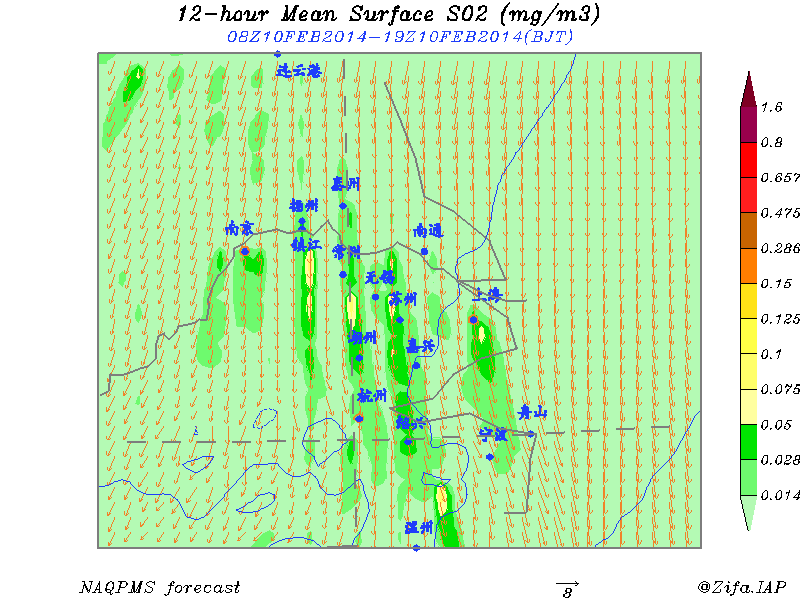 12-hour Mean Surface SO2 (mg/m3)
08Z10FEB2014-19Z10FEB2014(BJT)
连云港
泰州
扬州
南京
镇江
常州
南通
无锡
苏州
上海
湖州
嘉兴
杭州
绍兴
舟山
宁波
温州
1.6
0.8
0.657
0.475
0.286
0.15
0.125
0.1
0.075
0.05
0.028
0.014
NAQPMS forecast
8
@Zifa.IAP